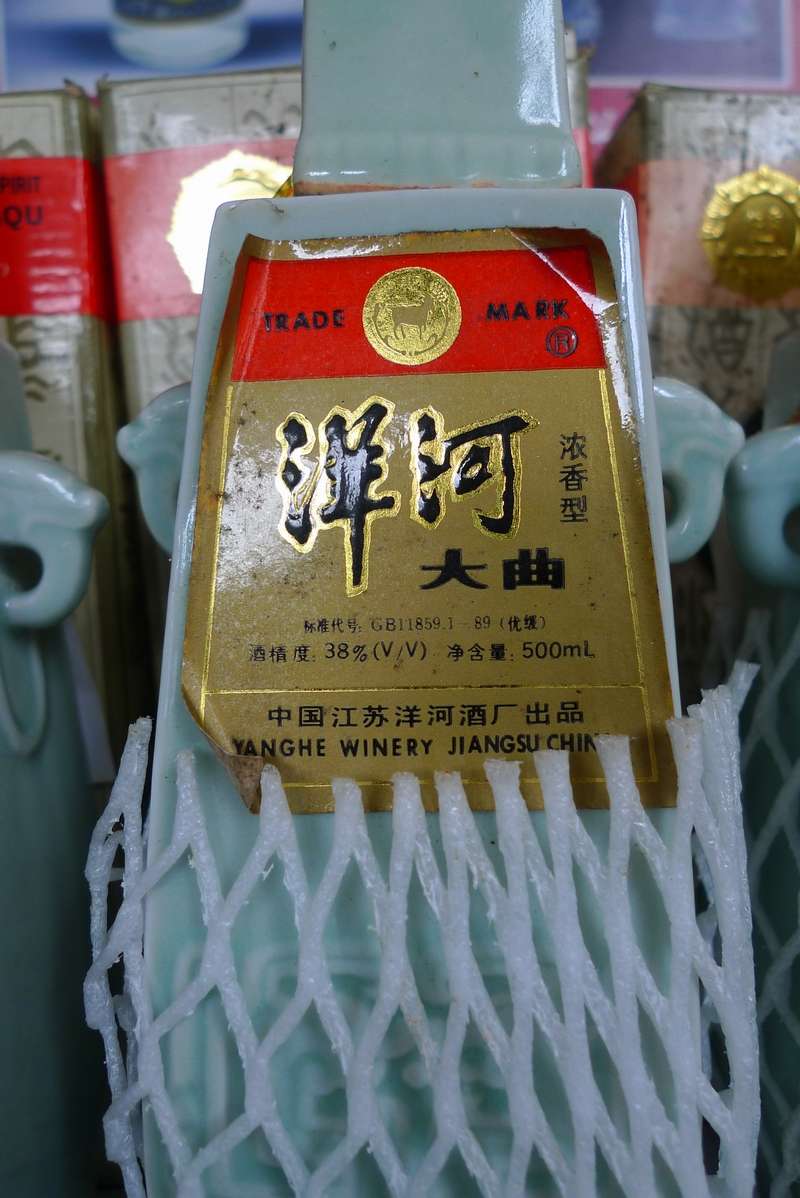 PIRIT
QU
TRADE MARK
®
洋河
浓香型
大曲
标准代号: GB11859.1-89 (优级)
酒精度: 38%(V/V) 净含量: 500mL
中国江苏洋河酒厂出品
YANGHE WINERY JIANGSU CHIN